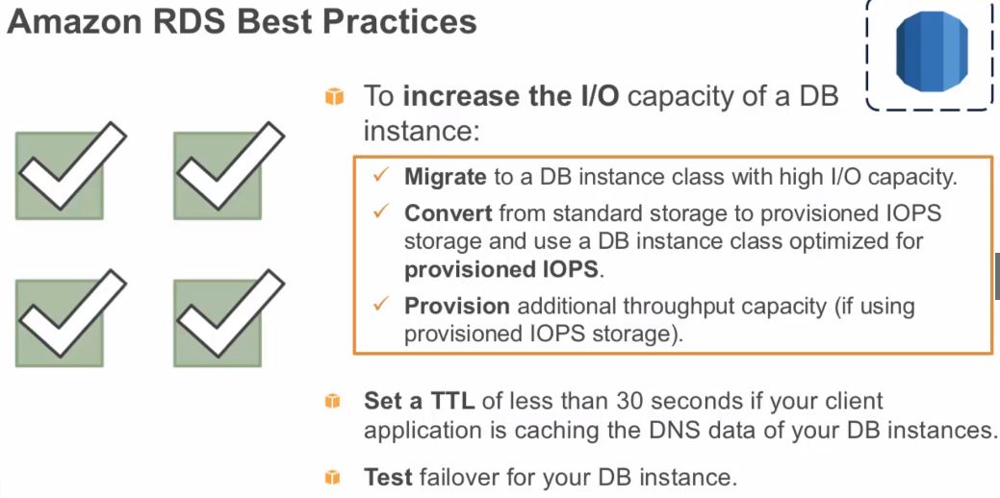 Amazon RDS Best Practices
To increase the I/O capacity of a DB
instance:
Migrate to a DB instance class with high I/O capacity.
Convert from standard storage to provisioned IOPS
storage and use a DB instance class optimized for
provisioned IOPS.
Provision additional throughput capacity (if using
provisioned IOPS storage).
Set a TTL of less than 30 seconds if your client
application is caching the DNS data of your DB instances.
Test failover for your DB instance.